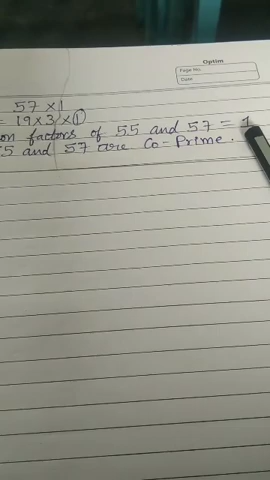 Optim
Page No.
Date
57 × 1
= 19 × 3 × 1
on factors of 55 and 57 = 1
55 and 57 are Co-Prime.